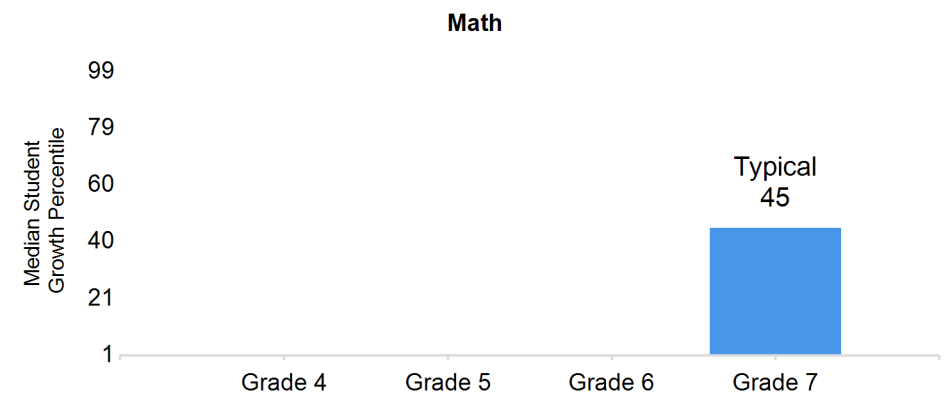 Math
Median Student
Growth Percentile
99
79
60
40
21
1
Typical
45
Grade 4 Grade 5 Grade 6 Grade 7